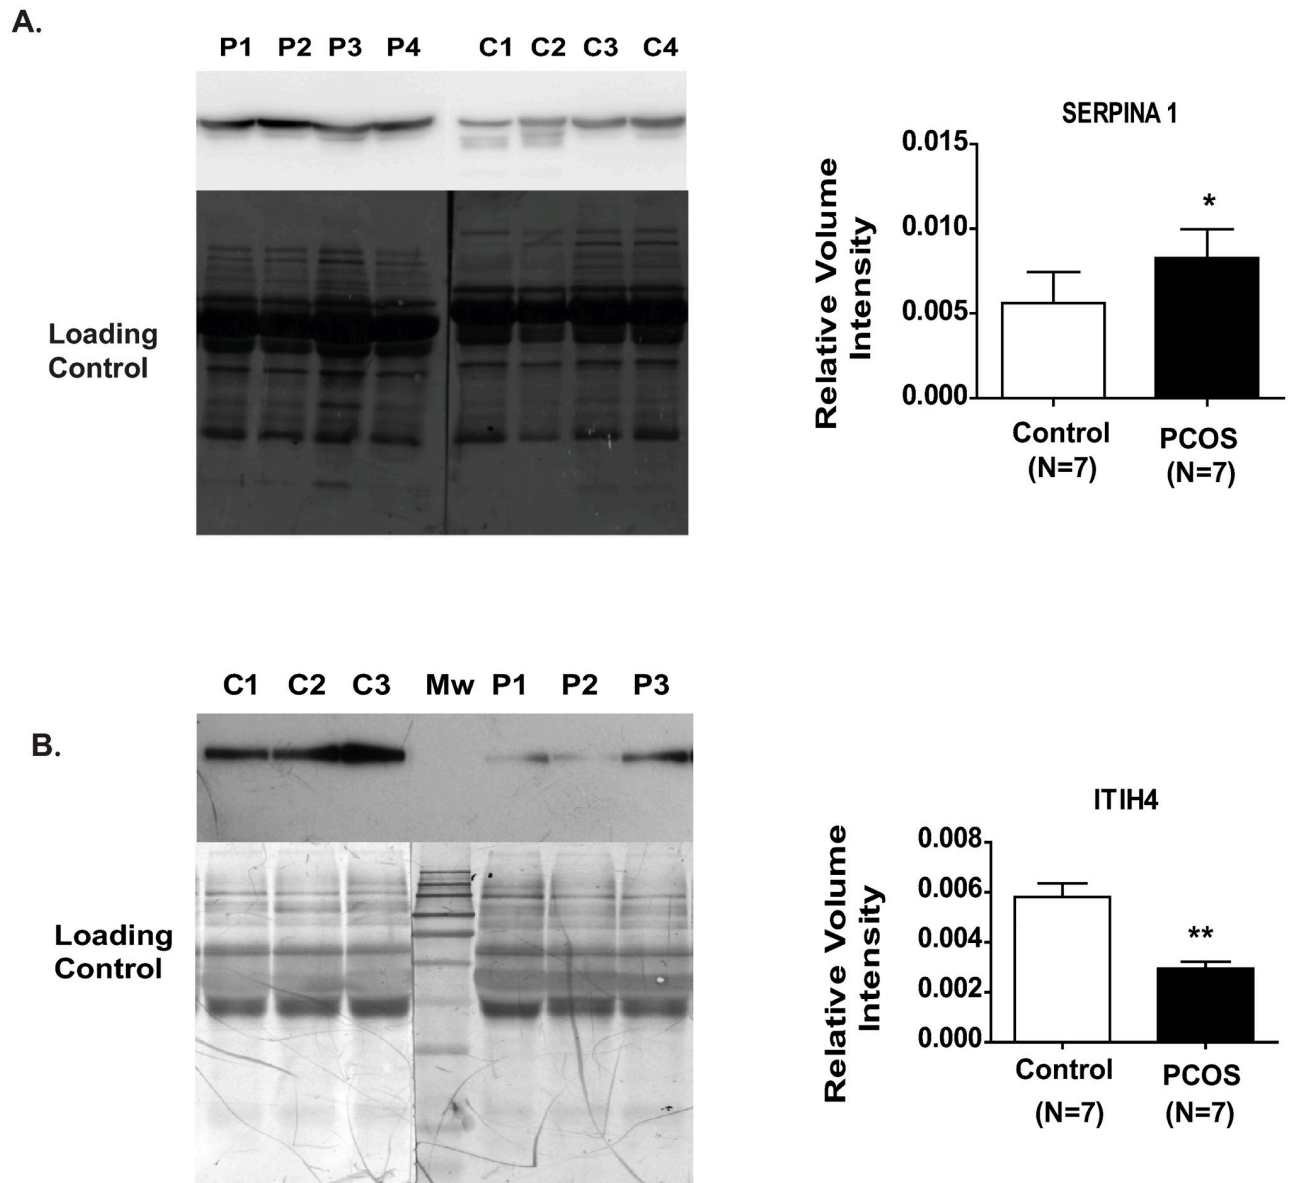 A.
P1 P2 P3 P4 C1 C2 C3 C4
Loading
Control
SERPINA 1
Relative Volume
Intensity
0.015
0.010
0.005
0.000
*
Control
(N=7)
PCOS
(N=7)
B.
C1 C2 C3 Mw P1 P2 P3
Loading
Control
ITIH4
Relative Volume
Intensity
0.008
0.006
0.004
0.002
0.000
**
Control
(N=7)
PCOS
(N=7)